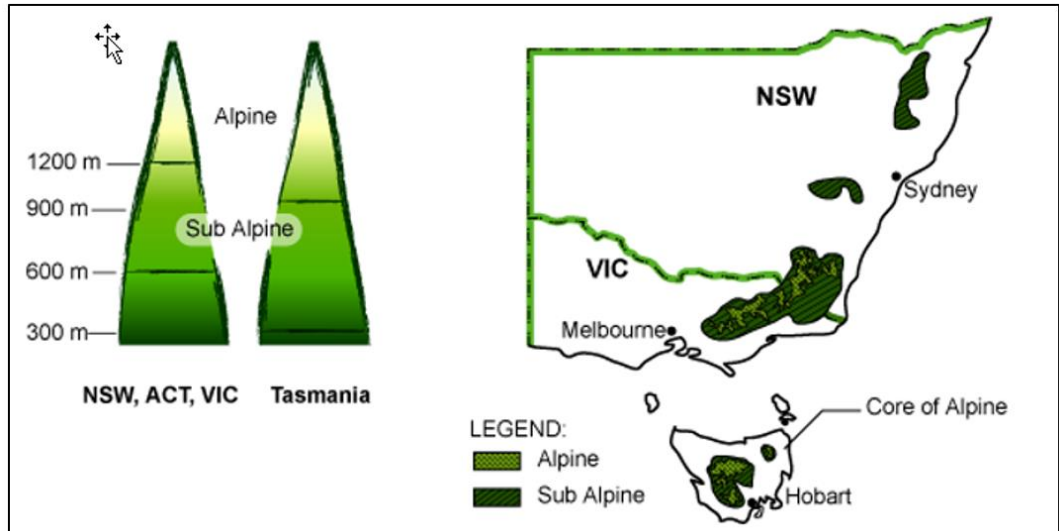 Alpine
1200 m
900 m
Sub Alpine
600 m
300 m
NSW, ACT, VIC
Tasmania
NSW
Sydney
VIC
Melbourne
Core of Alpine
LEGEND:
Alpine
Sub Alpine
Hobart